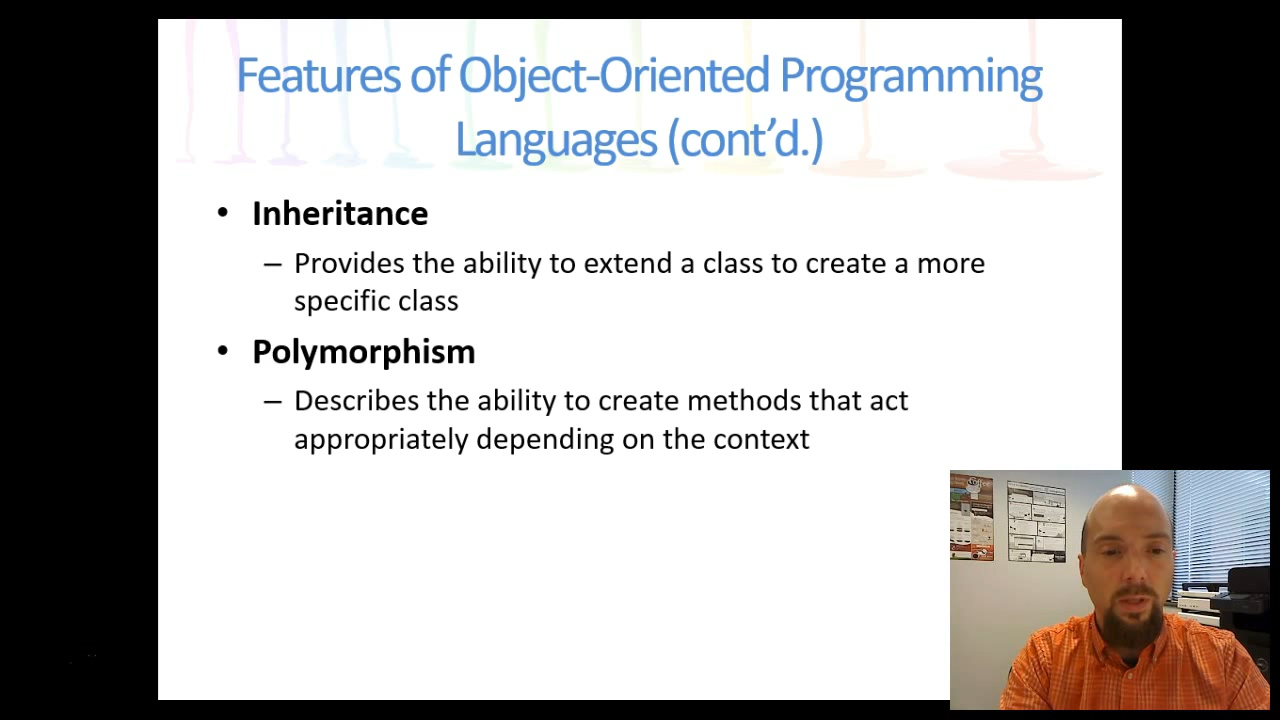 Features of Object-Oriented Programming
Languages (cont’d.)
• Inheritance
– Provides the ability to extend a class to create a more
specific class
• Polymorphism
– Describes the ability to create methods that act
appropriately depending on the context